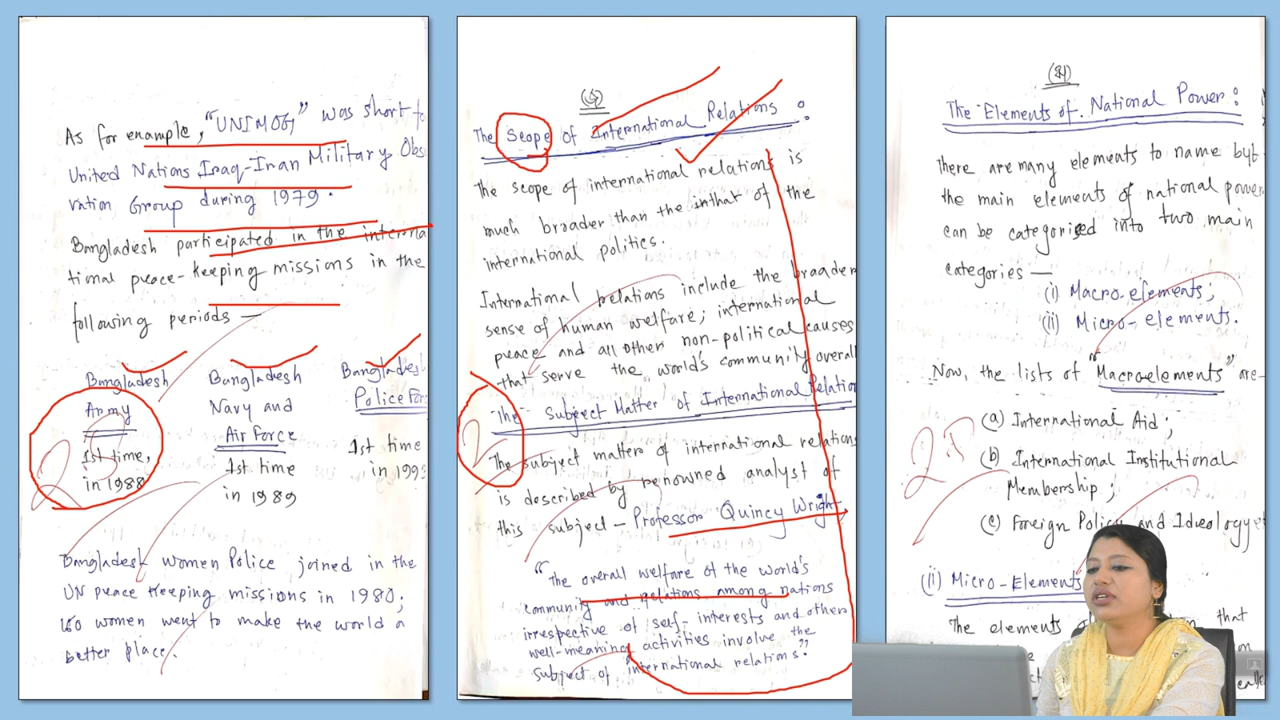 As for example, "UNIMOG" was short fo
United Nations Iraq-Iran Military Obs
vation Group during 1979.
Bangladesh participated in the interna
tional peace-keeping missions in the
following periods —
Bangladesh
Army
1st time,
in 1988
Bangladesh
Navy and
Air Force
1st time
in 1989
Bangladesh
Police For
1st time
in 199
2
Bangladesh women Police joined in the
UN peace keeping missions in 1980;
160 women went to make the world a
better place.
The Scope of International Relations :
The scope of international relations is
much broader than the inthat of the
international politics.
International relations include the broader
sense of human welfare; international
peace and all other non-political causes
that serve the world's community overall
The Subject Matter of International Relation
2
The subject matter of international relations
is described by renowned analyst of
this subject - Professor Quincy Wright
"The overall welfare of the world's
community and relations among nations
irrespective of self-interests and others
well-meaning activities involve the
subject of international relations."
The Elements of National Power :
There are many elements to name but
the main elements of national power
can be categorised into two main
categories —
(i) Macro elements;
(ii) Micro-elements.
Now, the lists of "Macroelements" are-
2.5
(a) International Aid;
(b) International Institutional
Membership;
(c) Foreign Policy and Ideology et
(ii) Micro-Elements
The elements that
on